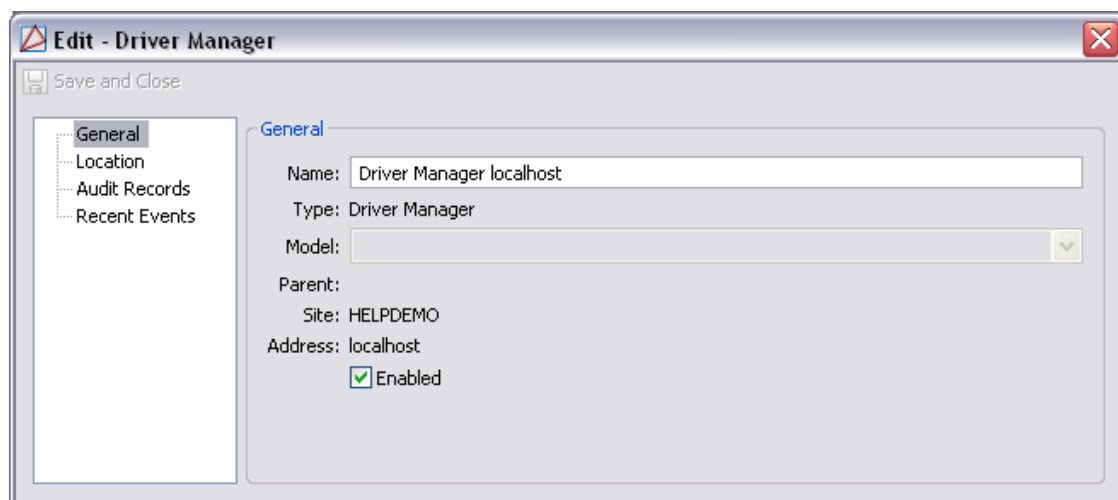 Edit - Driver Manager
Save and Close
General
Location
Audit Records
Recent Events
General
Name: Driver Manager localhost
Type: Driver Manager
Model:
Parent:
Site: HELPDEMO
Address: localhost
Enabled